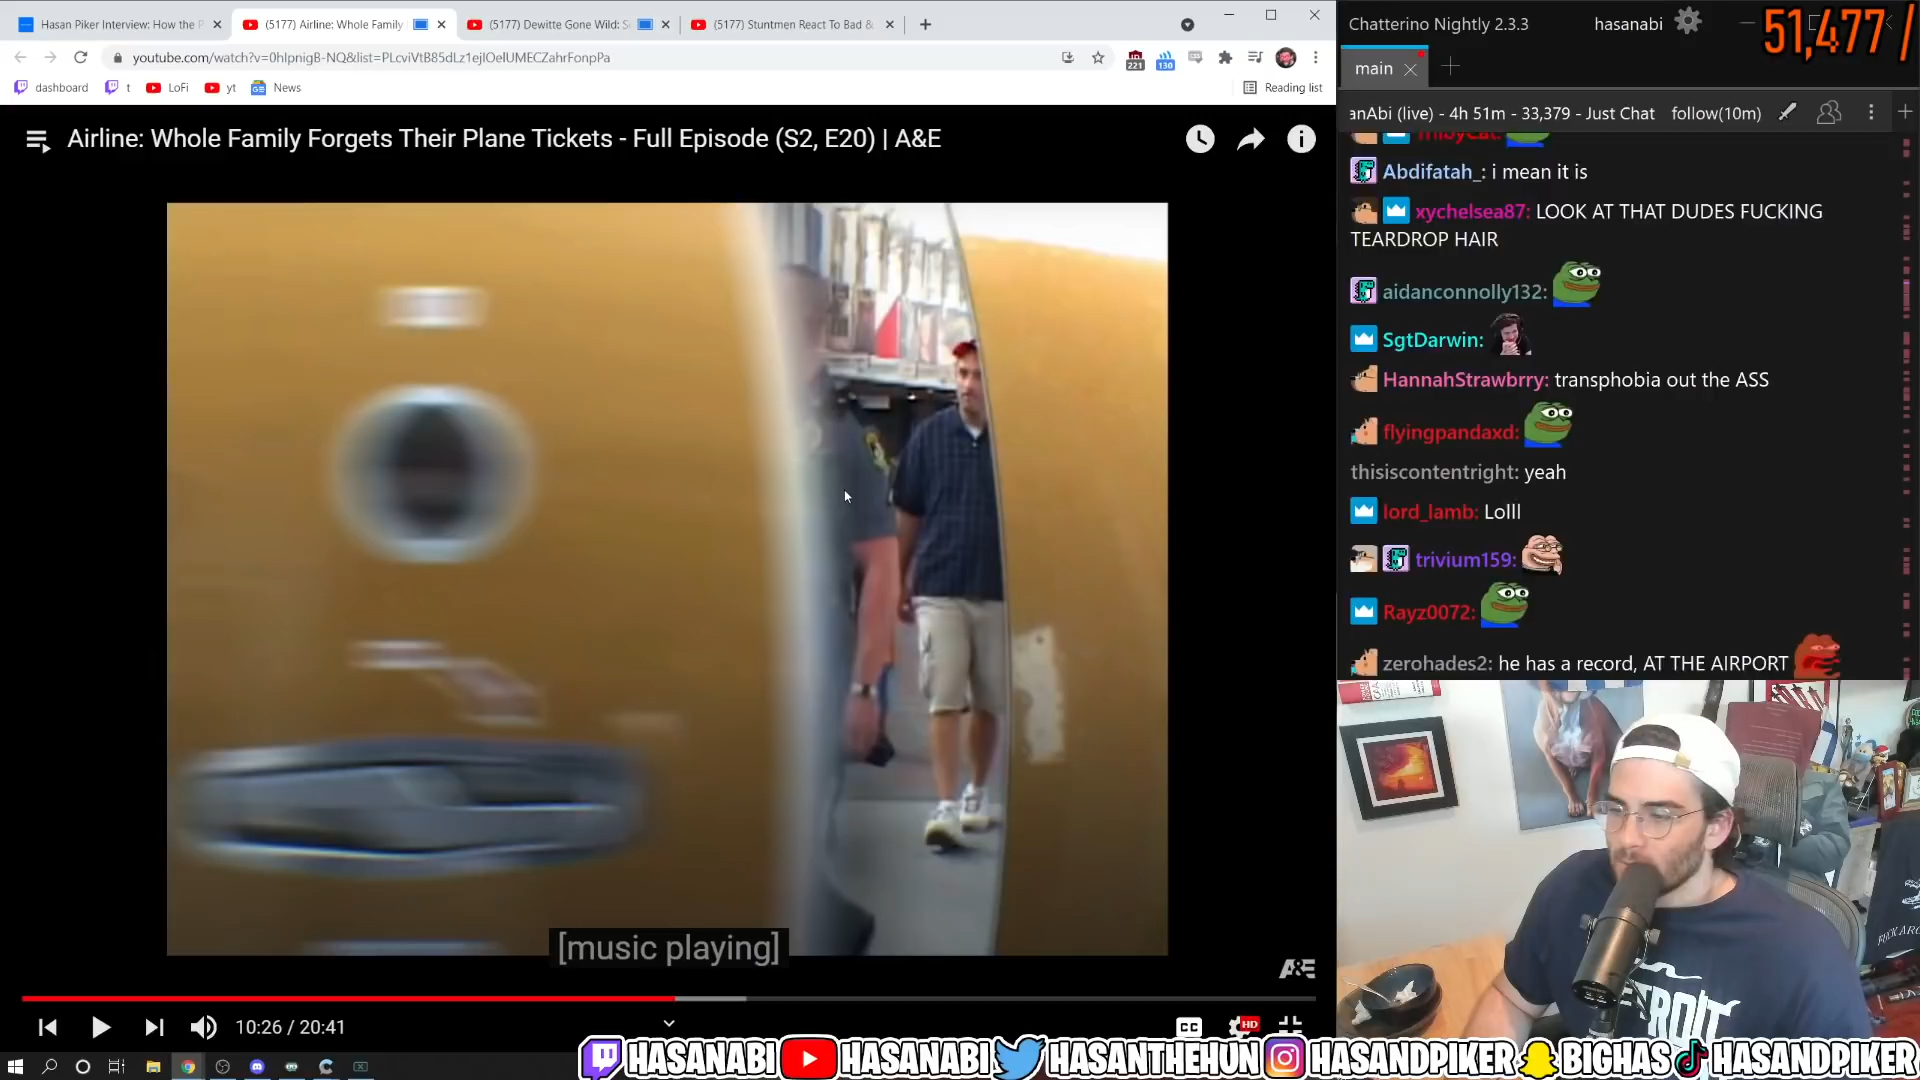 Hasan Piker Interview: How the P
(5177) Airline: Whole Family
(5177) Dewitte Gone Wild: S
(5177) Stuntmen React To Bad &
youtube.com/watch?v=0hlpnigB-NQ&list=PLcviVtB85dLz1ejlOelUMECZahrFonpPa
221
130
dashboard
t
LoFi
yt
News
Reading list
Airline: Whole Family Forgets Their Plane Tickets - Full Episode (S2, E20) | A&E
[music playing]
A&E
10:26 / 20:41
CC
HD
Chatterino Nightly 2.3.3
hasanabi
51,477 /
main
anAbi (live) - 4h 51m - 33,379 - Just Chat
follow(10m)
Abdifatah_: i mean it is
xychelsea87: LOOK AT THAT DUDES FUCKING
TEARDROP HAIR
aidanconnolly132:
SgtDarwin:
HannahStrawbrry: transphobia out the ASS
flyingpandaxd:
thisiscontentright: yeah
lord_lamb: Lolll
trivium159:
Rayz0072:
zerohades2: he has a record, AT THE AIRPORT
HASANABI
HASANABI
HASANTHEHUN
HASANDPIKER
BIGHAS
HASANDPIKER